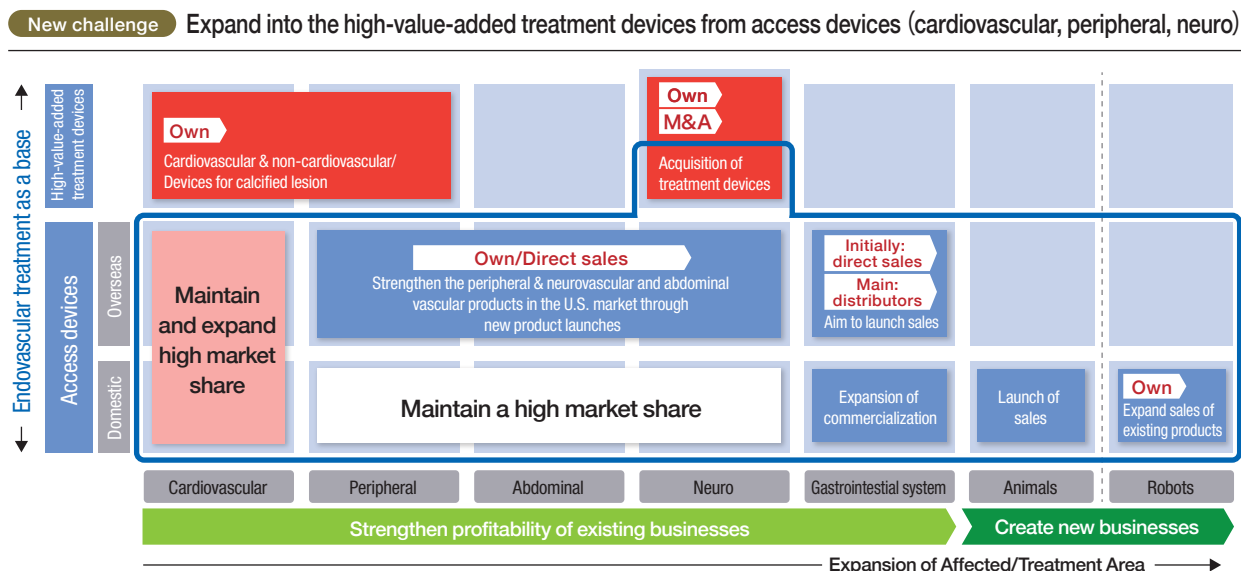 New challenge Expand into the high-value-added treatment devices from access devices (cardiovascular, peripheral, neuro)
Endovascular treatment as a base
High-value-added
treatment devices
Own
Cardiovascular & non-cardiovascular/
Devices for calcified lesion
Own
M&A
Acquisition of
treatment devices
Access devices
Overseas
Domestic
Maintain
and expand
high market
share
Own/Direct sales
Strengthen the peripheral & neurovascular and abdominal
vascular products in the U.S. market through
new product launches
Initially:
direct sales
Main:
distributors
Aim to launch sales
Maintain a high market share
Expansion of
commercialization
Launch of
sales
Own
Expand sales of
existing products
Cardiovascular
Peripheral
Abdominal
Neuro
Gastrointestial system
Animals
Robots
Strengthen profitability of existing businesses
Create new businesses
Expansion of Affected/Treatment Area